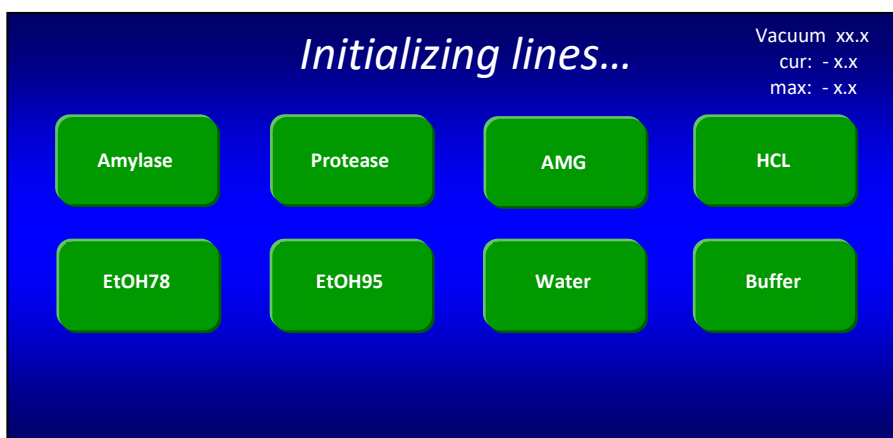 Initializing lines...
Vacuum xx.x
cur: - x.x
max: - x.x
Amylase
Protease
AMG
HCL
EtOH78
EtOH95
Water
Buffer